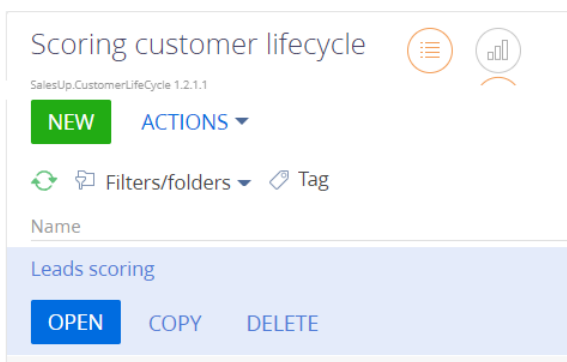 Scoring customer lifecycle
SalesUp.CustomerLifeCycle 1.2.1.1
NEW ACTIONS
Filters/folders Tag
Name
Leads scoring
OPEN COPY DELETE